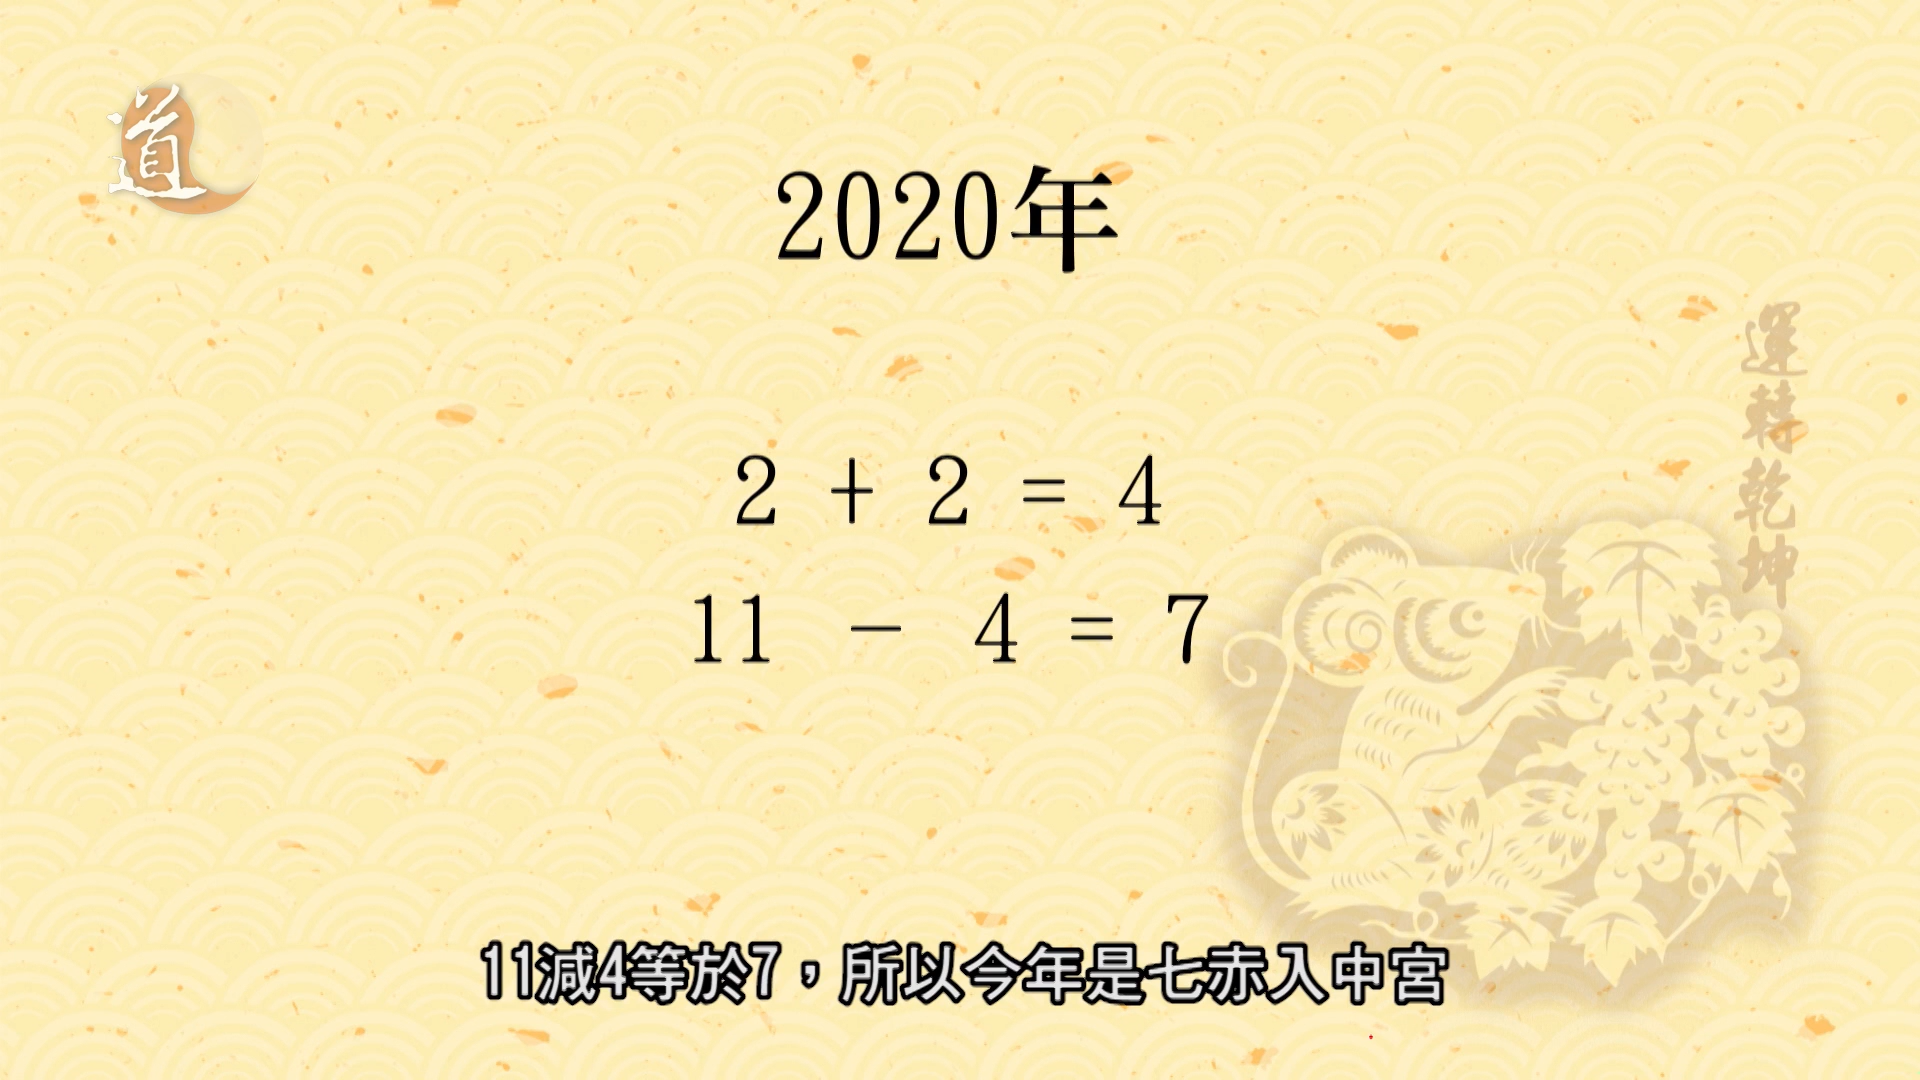 道
2020年
運轉乾坤
2 + 2 = 4
11 - 4 = 7
11減4等於7，所以今年是七赤入中宮